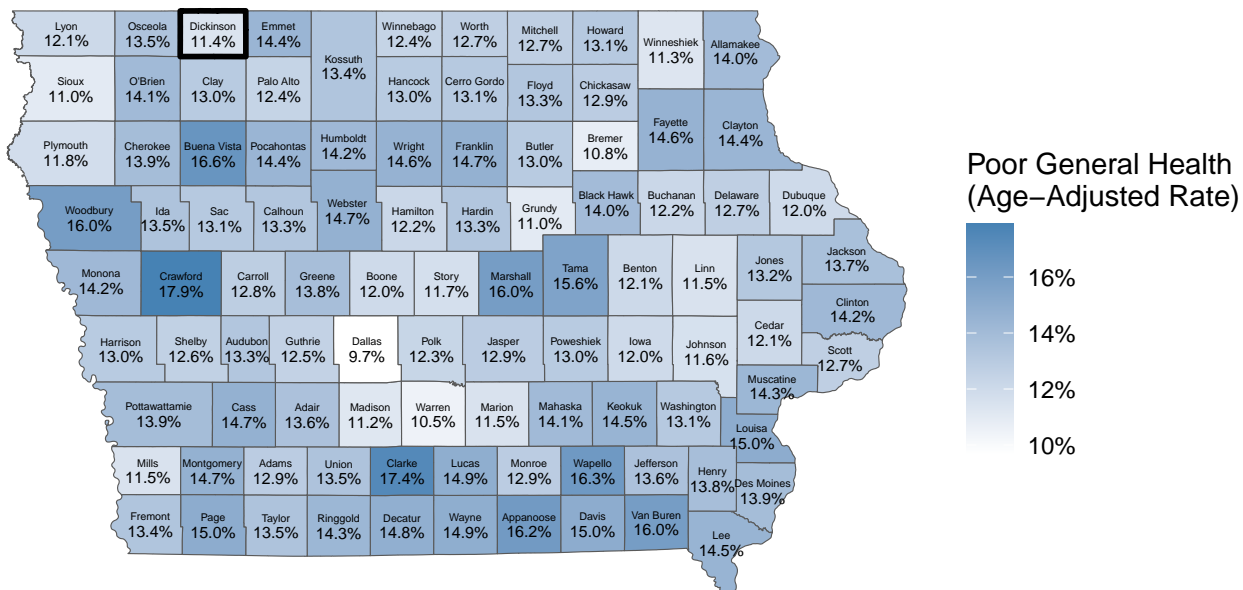 Lyon
12.1%
Osceola
13.5%
Dickinson
11.4%
Emmet
14.4%
Kossuth
13.4%
Winnebago
12.4%
Worth
12.7%
Mitchell
12.7%
Howard
13.1%
Winneshiek
11.3%
Allamakee
14.0%
Sioux
11.0%
O'Brien
14.1%
Clay
13.0%
Palo Alto
12.4%
Hancock
13.0%
Cerro Gordo
13.1%
Floyd
13.3%
Chickasaw
12.9%
Fayette
14.6%
Clayton
14.4%
Plymouth
11.8%
Cherokee
13.9%
Buena Vista
16.6%
Pocahontas
14.4%
Humboldt
14.2%
Wright
14.6%
Franklin
14.7%
Butler
13.0%
Bremer
10.8%
Woodbury
16.0%
Ida
13.5%
Sac
13.1%
Calhoun
13.3%
Webster
14.7%
Hamilton
12.2%
Hardin
13.3%
Grundy
11.0%
Black Hawk
14.0%
Buchanan
12.2%
Delaware
12.7%
Dubuque
12.0%
Monona
14.2%
Crawford
17.9%
Carroll
12.8%
Greene
13.8%
Boone
12.0%
Story
11.7%
Marshall
16.0%
Tama
15.6%
Benton
12.1%
Linn
11.5%
Jones
13.2%
Jackson
13.7%
Clinton
14.2%
Harrison
13.0%
Shelby
12.6%
Audubon
13.3%
Guthrie
12.5%
Dallas
9.7%
Polk
12.3%
Jasper
12.9%
Poweshiek
13.0%
Iowa
12.0%
Johnson
11.6%
Cedar
12.1%
Scott
12.7%
Muscatine
14.3%
Pottawattamie
13.9%
Cass
14.7%
Adair
13.6%
Madison
11.2%
Warren
10.5%
Marion
11.5%
Mahaska
14.1%
Keokuk
14.5%
Washington
13.1%
Louisa
15.0%
Mills
11.5%
Montgomery
14.7%
Adams
12.9%
Union
13.5%
Clarke
17.4%
Lucas
14.9%
Monroe
12.9%
Wapello
16.3%
Jefferson
13.6%
Henry
13.8%
Des Moines
13.9%
Fremont
13.4%
Page
15.0%
Taylor
13.5%
Ringgold
14.3%
Decatur
14.8%
Wayne
14.9%
Appanoose
16.2%
Davis
15.0%
Van Buren
16.0%
Lee
14.5%
Poor General Health
(Age−Adjusted Rate)
16%
14%
12%
10%